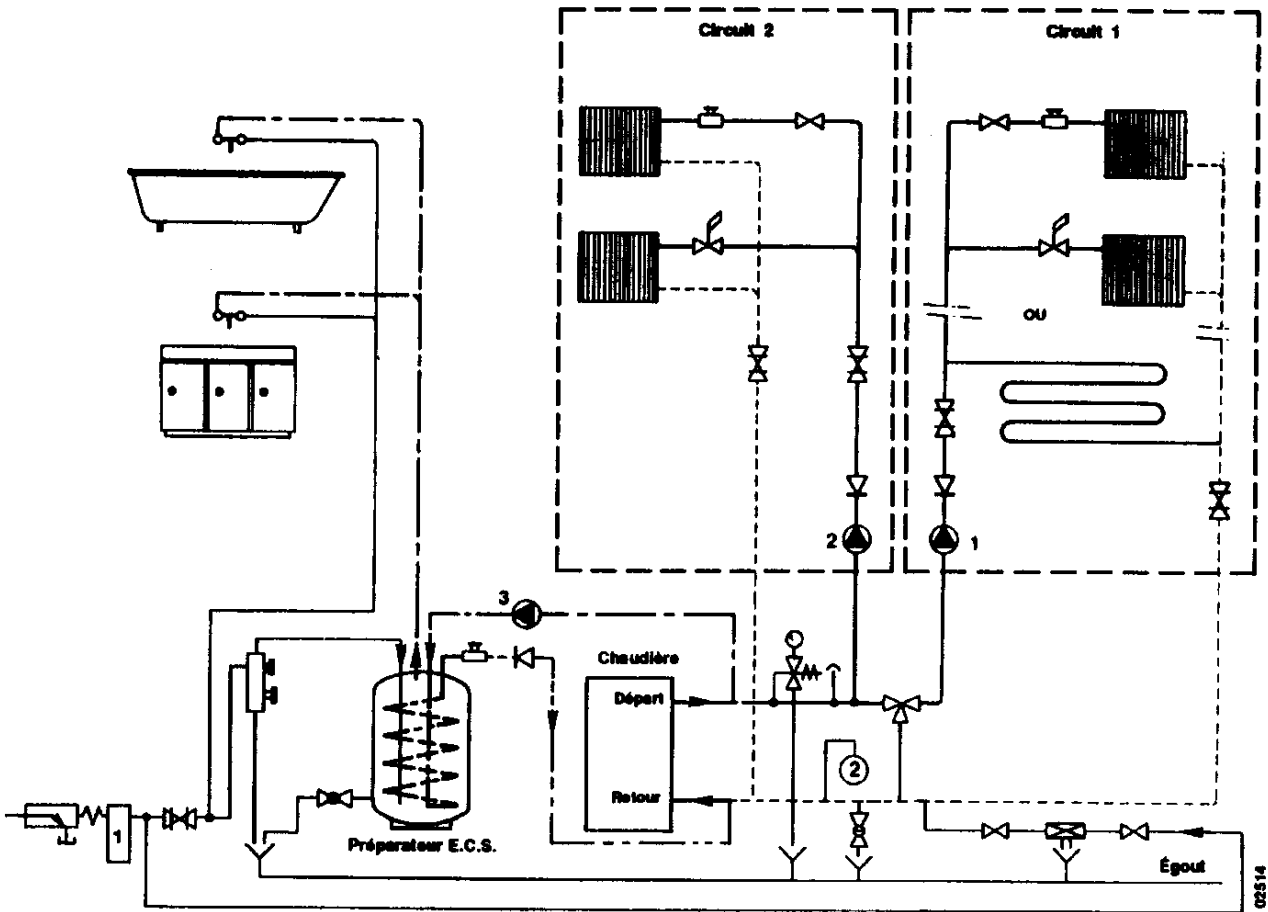 Circuit 2
Circuit 1
OU
2
1
3
Chaudière
Départ
2
Retour
1
Préparateur E.C.S.
Égout
02514